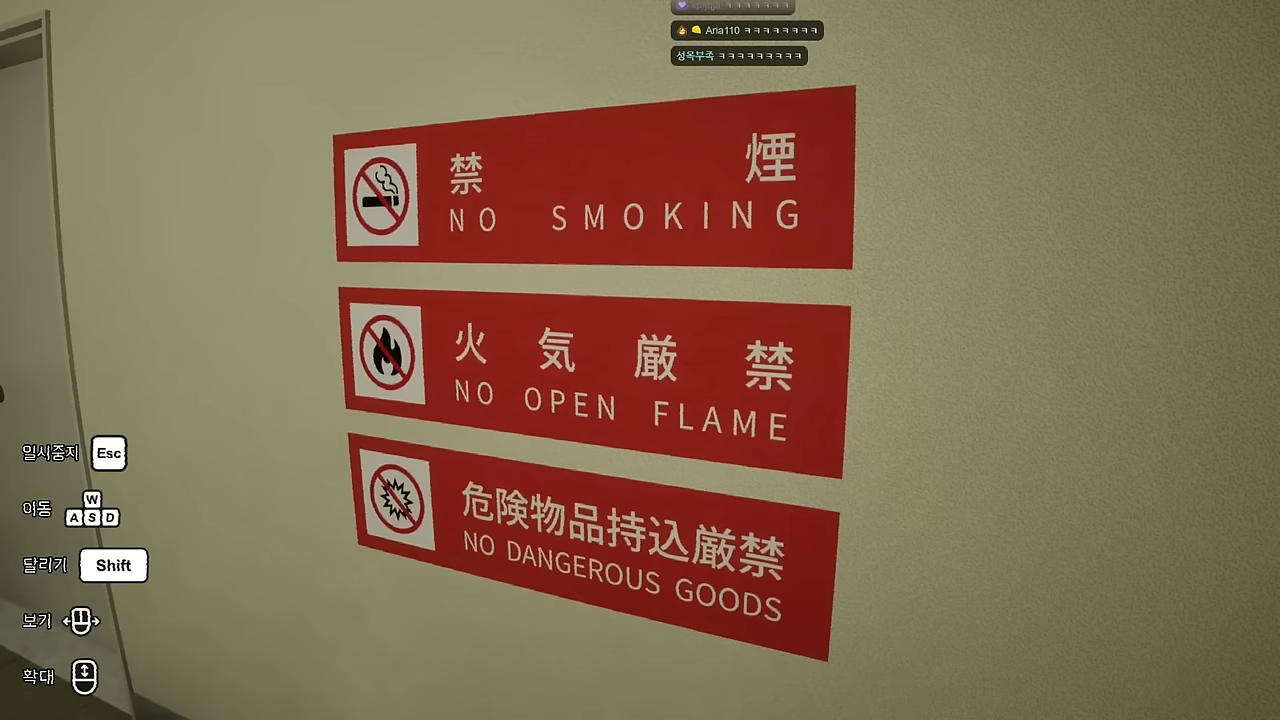 ㅋㅋㅋㅋㅋㅋㅋ
Aria110 ㅋㅋㅋㅋㅋㅋㅋㅋ
성옥부족 ㅋㅋㅋㅋㅋㅋㅋㅋㅋ
禁 煙
NO SMOKING
火 気 厳 禁
NO OPEN FLAME
危険物品持込厳禁
NO DANGEROUS GOODS
일시중지 Esc
이동 W A S D
달리기 Shift
보기
확대